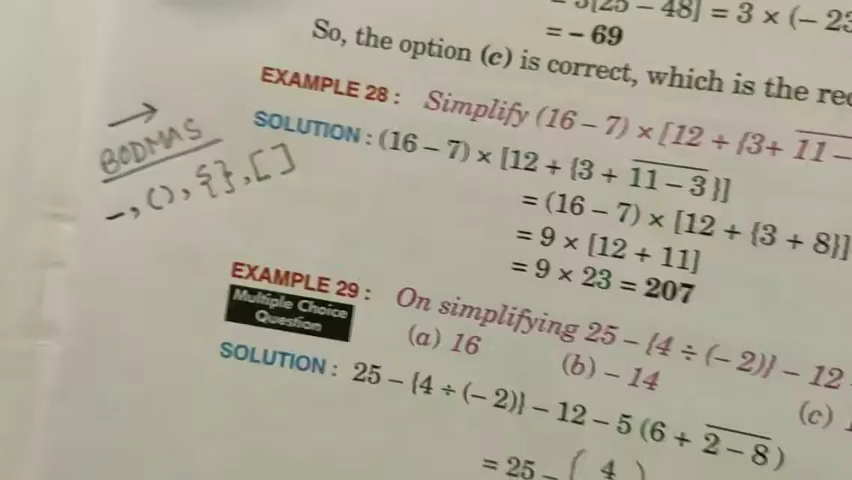 = 3[25 – 48] = 3 × (– 23
= – 69
So, the option (c) is correct, which is the
EXAMPLE 28 : Simplify (16 – 7) × [12 + {3+ 11 –
SOLUTION : (16 – 7) × [12 + {3 + 11 – 3}]
= (16 – 7) × [12 + {3 + 8}]
= 9 × [12 + 11]
= 9 × 23 = 207
BODMAS
–, (), {}, []
EXAMPLE 29 : On simplifying 25 – {4 ÷ (– 2)} – 12
Multiple Choice
Question
(a) 16 (b) – 14 (c)
SOLUTION : 25 – {4 ÷ (– 2)} – 12 – 5 (6 + 2 – 8)
= 25 – ( 4 )